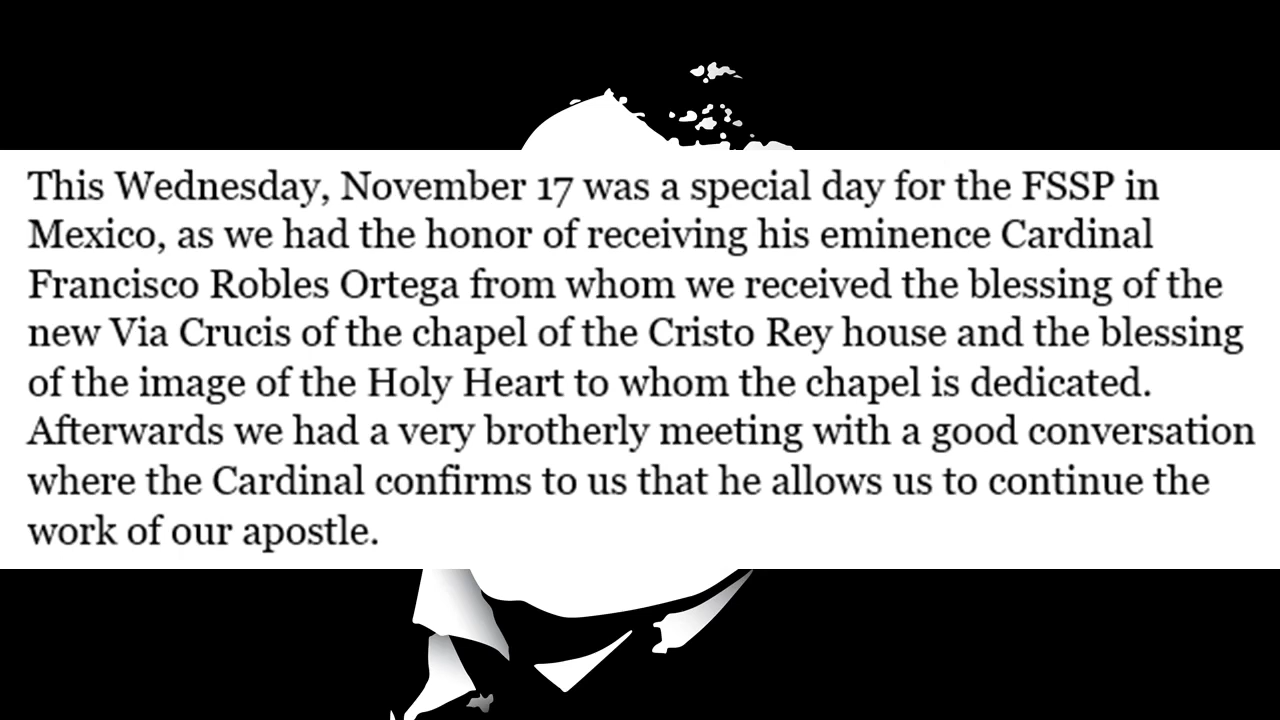 This Wednesday, November 17 was a special day for the FSSP in
Mexico, as we had the honor of receiving his eminence Cardinal
Francisco Robles Ortega from whom we received the blessing of the
new Via Crucis of the chapel of the Cristo Rey house and the blessing
of the image of the Holy Heart to whom the chapel is dedicated.
Afterwards we had a very brotherly meeting with a good conversation
where the Cardinal confirms to us that he allows us to continue the
work of our apostle.